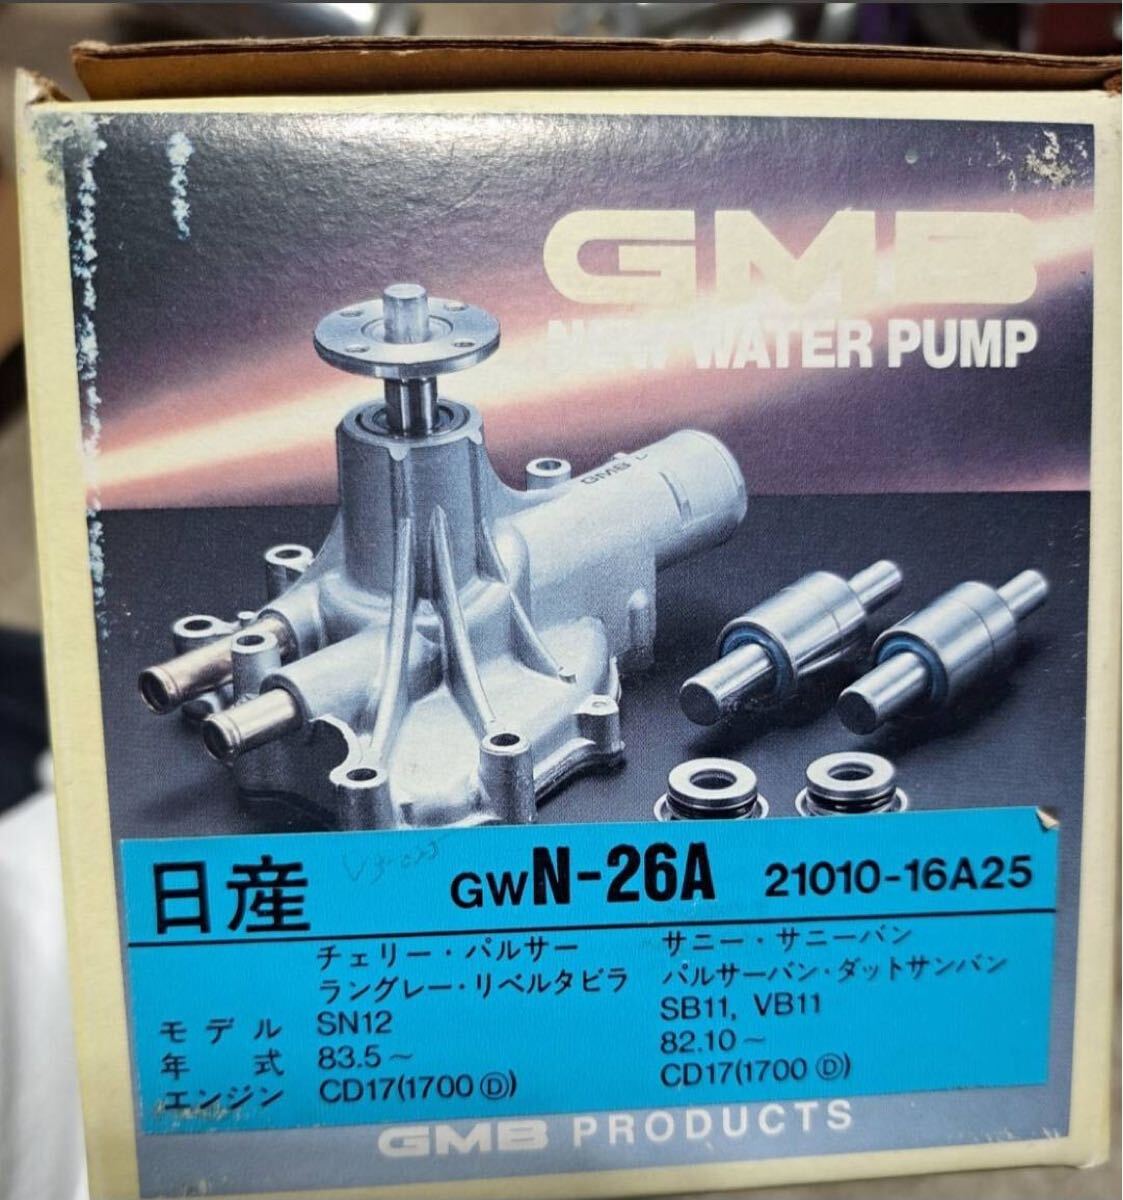 GMB
NEW WATER PUMP
GMB
日産 GWN-26A 21010-16A25
チェリー・パルサー サニー・サニーバン
ラングレー・リベルタビラ パルサーバン・ダットサンバン
モデル SN12 SB11, VB11
年式 83.5~ 82.10~
エンジン CD17(1700 Ⓓ) CD17(1700 Ⓓ)
GMB PRODUCTS